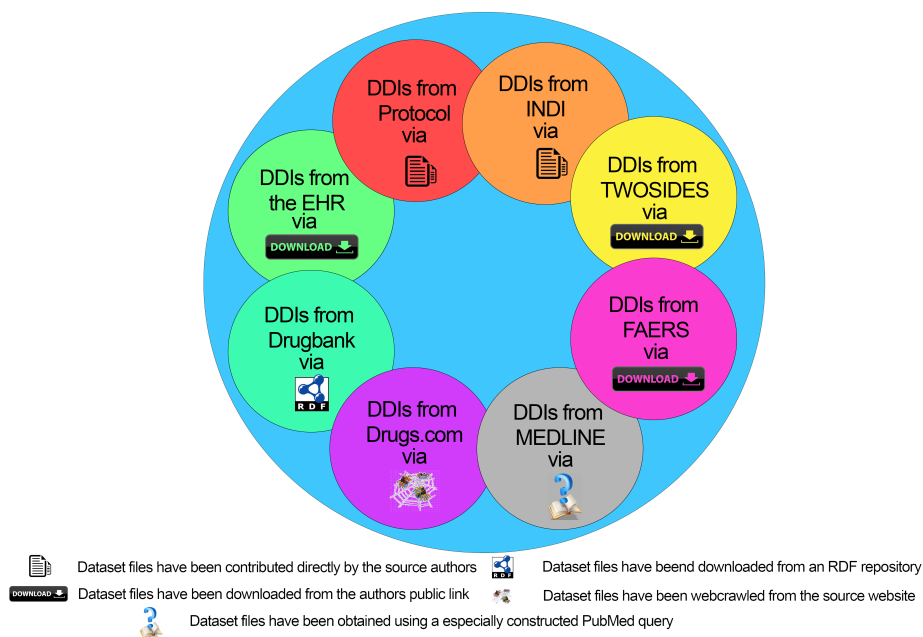 DDIs from
Protocol
via
DDIs from
INDI
via
DDIs from
TWOSIDES
via
DOWNLOAD
DDIs from
FAERS
via
DOWNLOAD
DDIs from
MEDLINE
via
DDIs from
Drugs.com
via
DDIs from
Drugbank
via
RDF
DDIs from
the EHR
via
DOWNLOAD
Dataset files have been contributed directly by the source authors
RDF
Dataset files have beend downloaded from an RDF repository
DOWNLOAD
Dataset files have been downloaded from the authors public link
Dataset files have been webcrawled from the source website
Dataset files have been obtained using a especially constructed PubMed query